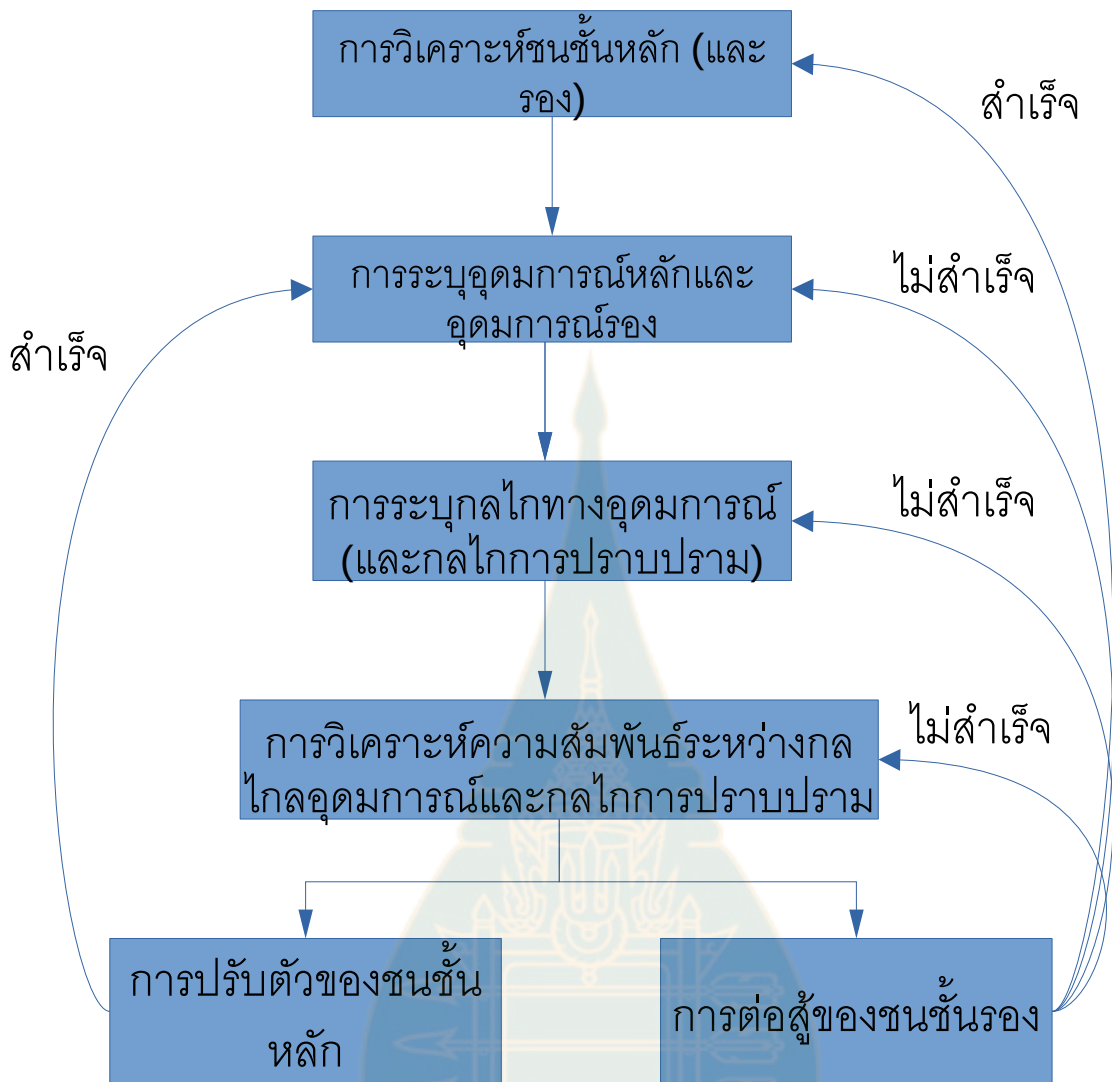 การวิเคราะห์ชนชั้นหลัก (และ
รอง)
สำเร็จ
การระบุอุดมการณ์หลักและ
อุดมการณ์รอง
ไม่สำเร็จ
สำเร็จ
การระบุกลไกทางอุดมการณ์
(และกลไกการปราบปราม)
ไม่สำเร็จ
การวิเคราะห์ความสัมพันธ์ระหว่างกล
ไกลอุดมการณ์และกลไกการปราบปราม
ไม่สำเร็จ
การปรับตัวของชนชั้น
หลัก
การต่อสู้ของชนชั้นรอง